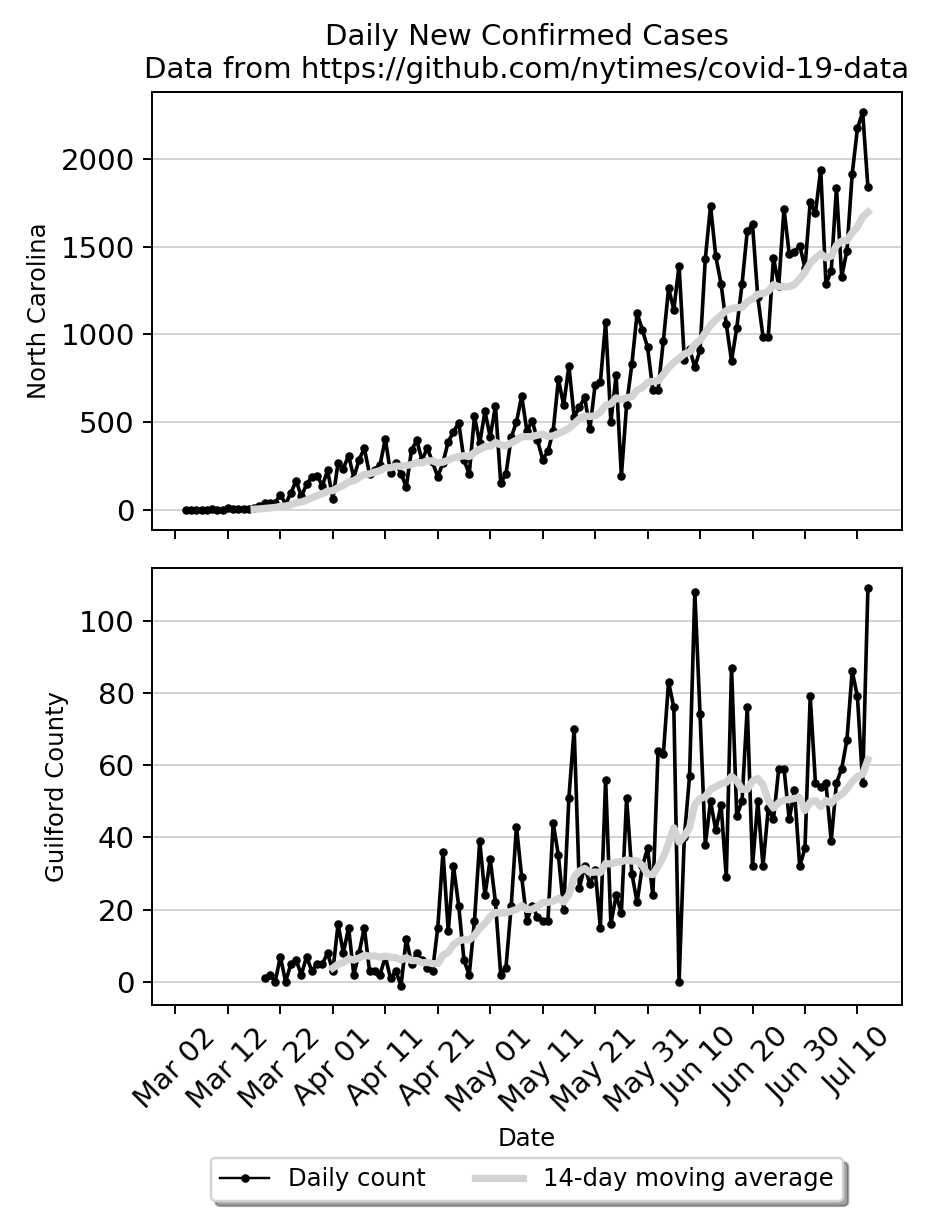 Daily New Confirmed Cases
Data from https://github.com/nytimes/covid-19-data
North Carolina
2000
1500
1000
500
0
Guilford County
100
80
60
40
20
0
Mar 02
Mar 12
Mar 22
Apr 01
Apr 11
Apr 21
May 01
May 11
May 21
May 31
Jun 10
Jun 20
Jun 30
Jul 10
Date
Daily count
14-day moving average